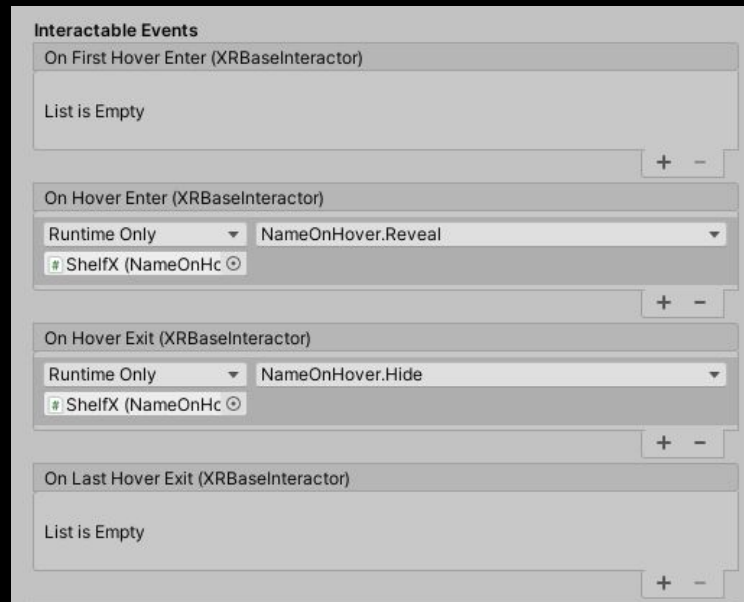 Interactable Events
On First Hover Enter (XRBaseInteractor)
List is Empty
+ -
On Hover Enter (XRBaseInteractor)
Runtime Only NameOnHover.Reveal
# ShelfX (NameOnHc
+ -
On Hover Exit (XRBaseInteractor)
Runtime Only NameOnHover.Hide
# ShelfX (NameOnHc
+ -
On Last Hover Exit (XRBaseInteractor)
List is Empty
+ -